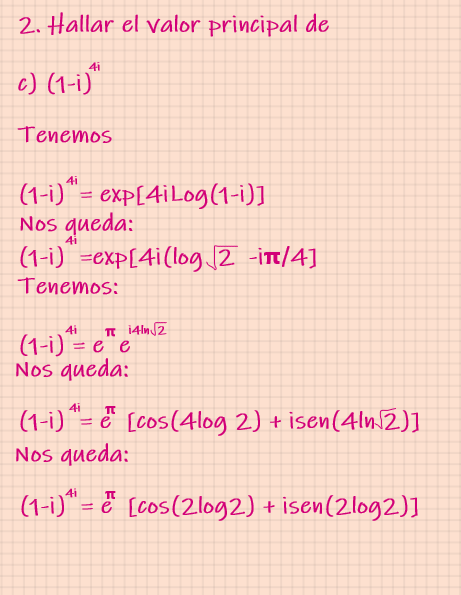 2. Hallar el valor principal de
c) (1-i)^4i
Tenemos
(1-i)^4i = exp[4iLog(1-i)]
Nos queda:
(1-i)^4i =exp[4i(log √2 -iπ/4]
Tenemos:
(1-i)^4i = e^π e^i4ln√2
Nos queda:
(1-i)^4i = e^π [cos(4log 2) + isen(4ln√2)]
Nos queda:
(1-i)^4i = e^π [cos(2log2) + isen(2log2)]